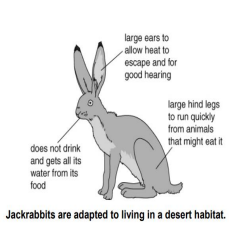 large ears to
allow heat to
escape and for
good hearing
large hind legs
to run quickly
from animals
that might eat it
does not drink
and gets all its
water from its
food
Jackrabbits are adapted to living in a desert habitat.